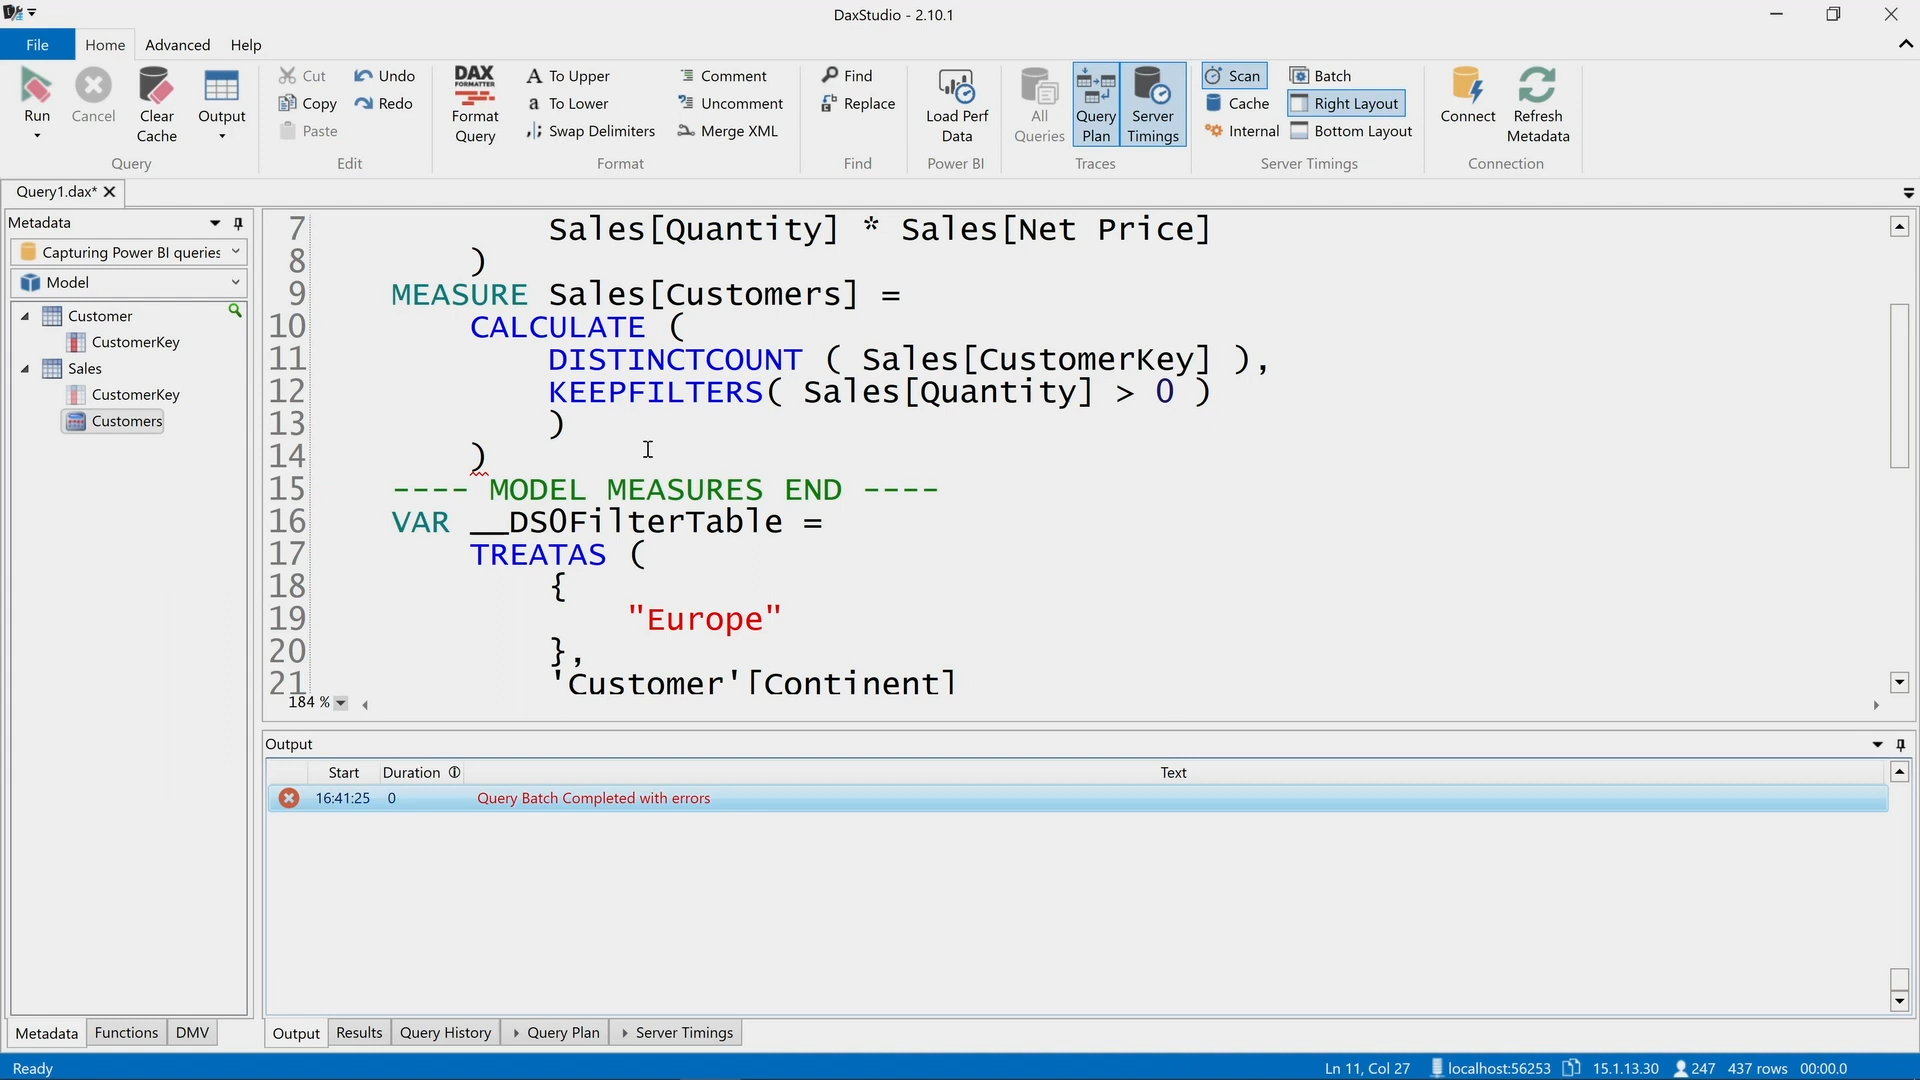 DaxStudio - 2.10.1
File Home Advanced Help
Run Cancel Clear Cache Output
Query
Cut Undo
Copy Redo
Paste
Edit
DAX FORMATTER
Format Query
To Upper Comment
To Lower Uncomment
Swap Delimiters Merge XML
Format
Find
Replace
Find
Load Perf Data
Power BI
All Queries Query Plan Server Timings
Traces
Scan Batch
Cache Right Layout
Internal Bottom Layout
Server Timings
Connect Refresh Metadata
Connection
Query1.dax*
Metadata
Capturing Power BI queries
Model
Customer
CustomerKey
Sales
CustomerKey
Customers
7 Sales[Quantity] * Sales[Net Price]
8 )
9 MEASURE Sales[Customers] =
10 CALCULATE (
11 DISTINCTCOUNT ( Sales[CustomerKey] ),
12 KEEPFILTERS( Sales[Quantity] > 0 )
13 )
14 )
15 ---- MODEL MEASURES END ----
16 VAR __DS0FilterTable =
17 TREATAS (
18 {
19 "Europe"
20 },
21 'Customer'[Continent]
184 %
Output
Start Duration Text
16:41:25 0 Query Batch Completed with errors
Metadata Functions DMV
Output Results Query History Query Plan Server Timings
Ready Ln 11, Col 27 localhost:56253 15.1.13.30 247 437 rows 00:00.0